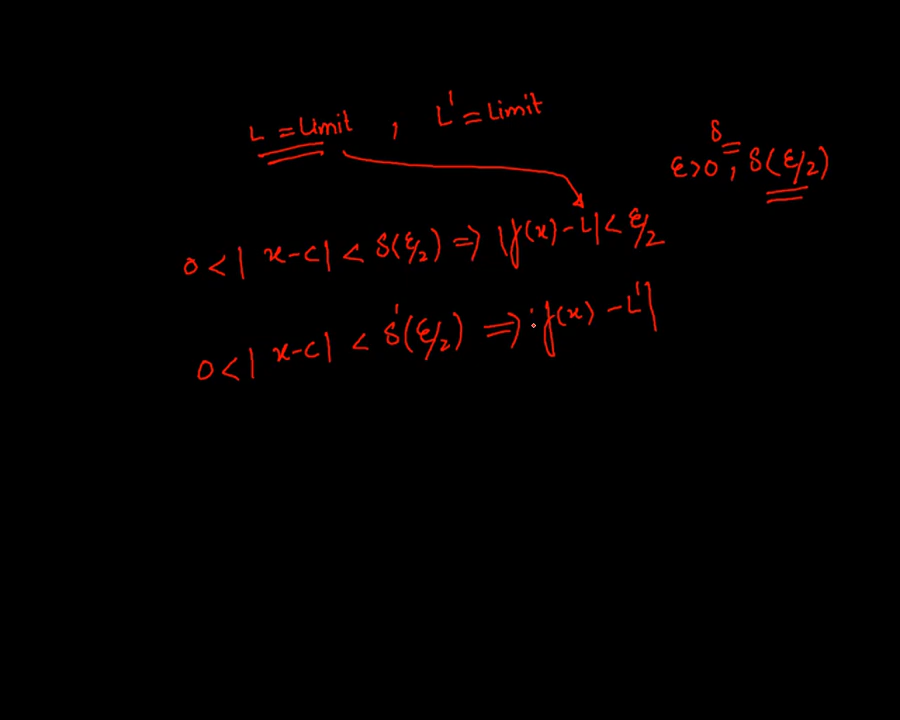 L = Limit , L' = Limit
δ
ε>0 , δ(ε/2)
0 < | x-c| < δ(ε/2) ⇒ |f(x) - L| < ε/2
0 < | x-c| < δ'(ε/2) ⇒ f(x) - L'|